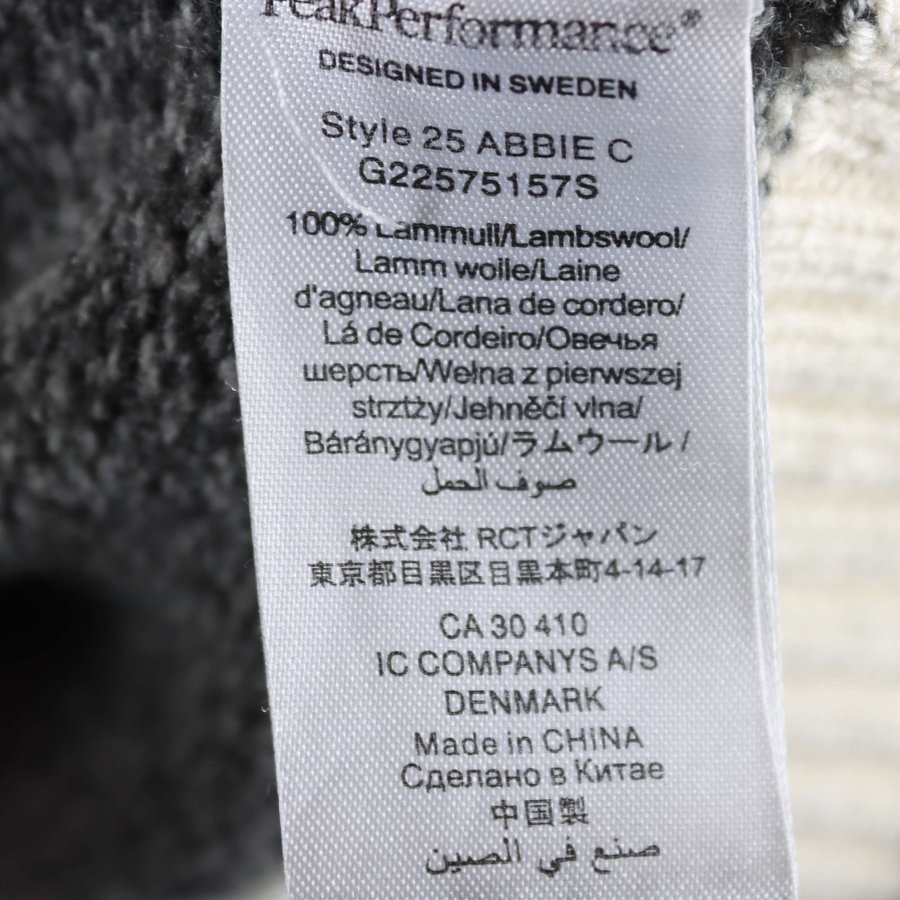 PeakPerformance®
DESIGNED IN SWEDEN
Style 25 ABBIE C
G22575157S
100% Lammull/Lambswool/
Lamm wolle/Laine
d'agneau/Lana de cordero/
Lá de Cordeiro/Овечья
шерсть/Wełna z pierwszej
strztży/Jehněčí vlna/
Báránygyapjú/ラムウール/
صوف الحمل
株式会社 RCTジャパン
東京都目黒区目黒本町4-14-17
CA 30 410
IC COMPANYS A/S
DENMARK
Made in CHINA
Сделано в Китае
中国製
صنع في الصين